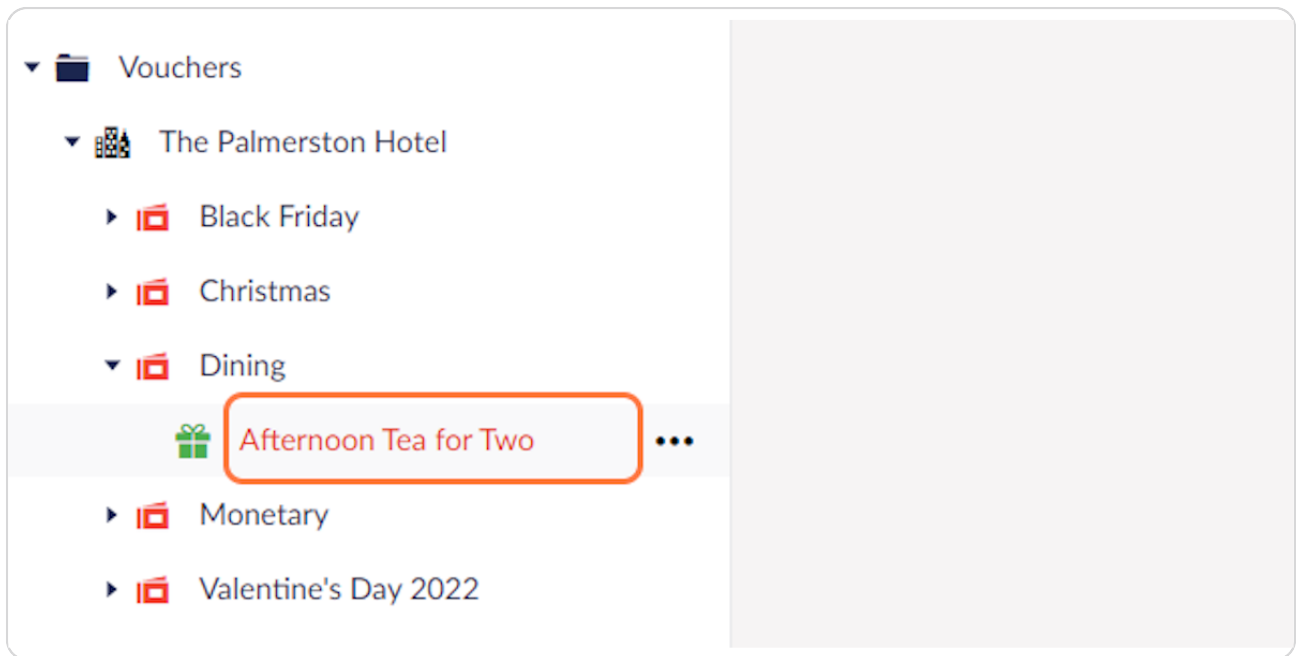 Vouchers
The Palmerston Hotel
Black Friday
Christmas
Dining
Afternoon Tea for Two
Monetary
Valentine's Day 2022